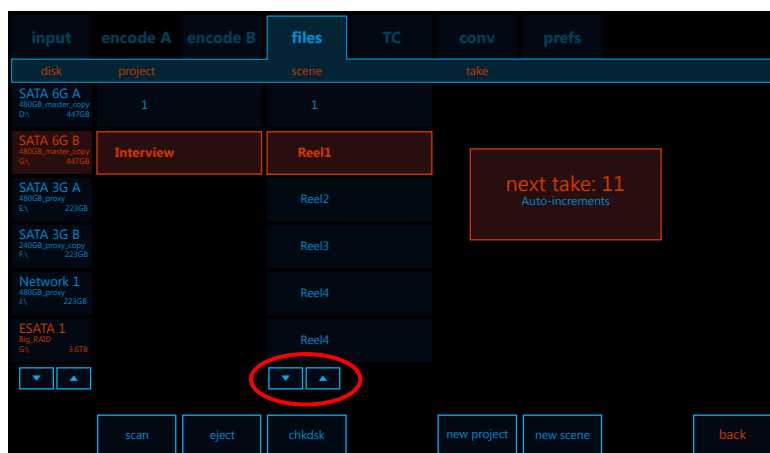 input encode A encode B files TC conv prefs
disk project scene take
SATA 6G A
480GB_master_copy
D:\ 447GB
1 1
SATA 6G B
480GB_master_copy
G:\ 447GB
Interview Reel1
next take: 11
Auto-increments
SATA 3G A
480GB_proxy
E:\ 223GB
Reel2
SATA 3G B
240GB_proxy_copy
F:\ 223GB
Reel3
Network 1
480GB_proxy
J:\ 223GB
Reel4
ESATA 1
Big_RAID
G:\ 3.6TB
Reel4
scan eject chkdsk new project new scene back